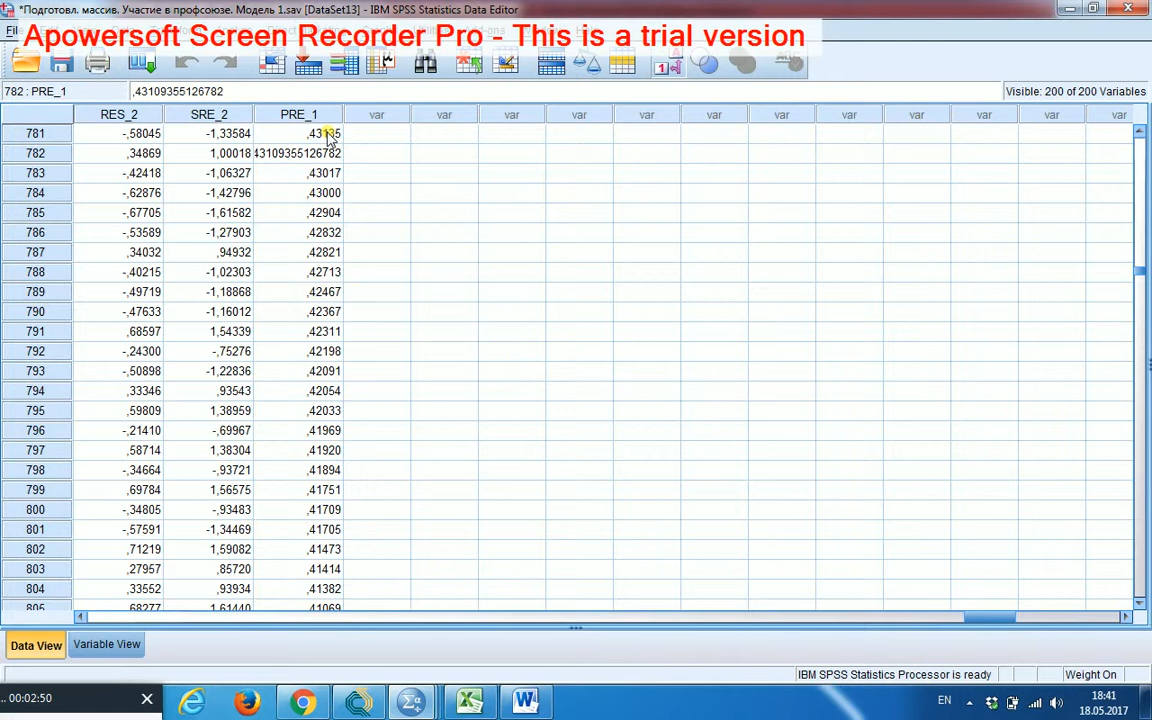 *Подготовл. массив. Участие в профсоюзе. Модель 1.sav [DataSet13] - IBM SPSS Statistics Data Editor
Apowersoft Screen Recorder Pro - This is a trial version
782 : PRE_1 ,43109355126782 Visible: 200 of 200 Variables
RES_2 SRE_2 PRE_1 var var var var var var var var var var var var
781 -,58045 -1,33584 ,43135
782 ,34869 1,00018 43109355126782
783 -,42418 -1,06327 ,43017
784 -,62876 -1,42796 ,43000
785 -,67705 -1,61582 ,42904
786 -,53589 -1,27903 ,42832
787 ,34032 ,94932 ,42821
788 -,40215 -1,02303 ,42713
789 -,49719 -1,18868 ,42467
790 -,47633 -1,16012 ,42367
791 ,68597 1,54339 ,42311
792 -,24300 -,75276 ,42198
793 -,50898 -1,22836 ,42091
794 ,33346 ,93543 ,42054
795 ,59809 1,38959 ,42033
796 -,21410 -,69967 ,41969
797 ,58714 1,38304 ,41920
798 -,34664 -,93721 ,41894
799 ,69784 1,56575 ,41751
800 -,34805 -,93483 ,41709
801 -,57591 -1,34469 ,41705
802 ,71219 1,59082 ,41473
803 ,27957 ,85720 ,41414
804 ,33552 ,93934 ,41382
805 ,68277 1,61440 ,41069
Data View Variable View
IBM SPSS Statistics Processor is ready Weight On
.. 00:02:50
EN 18:41
18.05.2017